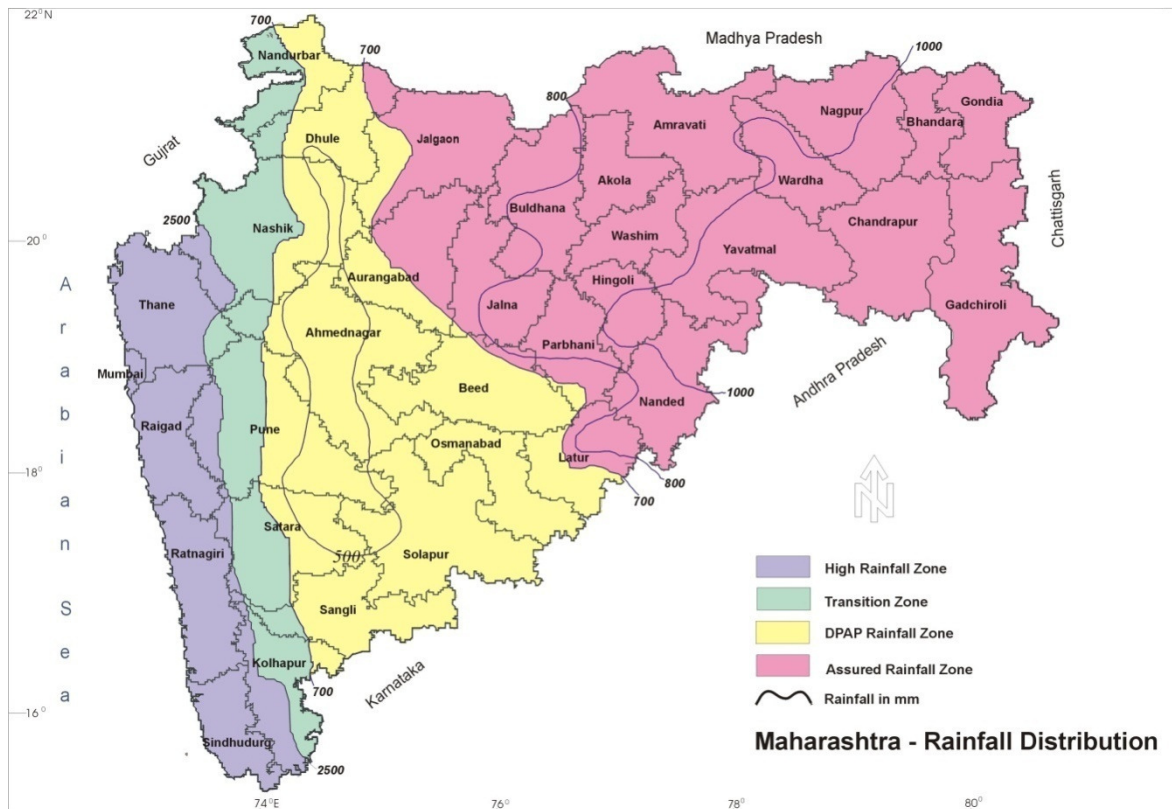 22°N
700
Nandurbar
700
Madhya Pradesh
1000
800
Nagpur
Gondia
Bhandara
Amravati
Dhule
Jalgaon
Gujrat
Akola
Wardha
Chattisgarh
2500
Buldhana
Nashik
Washim
Chandrapur
20°
Yavatmal
Aurangabad
Hingoli
Thane
Jalna
Gadchiroli
Ahmednagar
Parbhani
Mumbai
Andhra Pradesh
Beed
1000
Nanded
Raigad
Pune
Osmanabad
Latur
18°
800
700
Satara
Ratnagiri
500
Solapur
Sangli
Kolhapur
700
Karnataka
16°
Sindhudurg
2500
Arabian Sea
N
High Rainfall Zone
Transition Zone
DPAP Rainfall Zone
Assured Rainfall Zone
Rainfall in mm
Maharashtra - Rainfall Distribution
74°E
76°
78°
80°